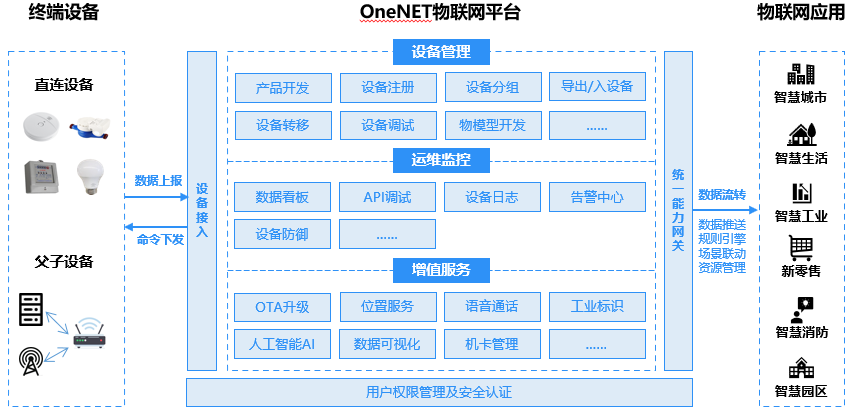 终端设备
OneNET物联网平台
物联网应用
直连设备
父子设备
数据上报
命令下发
设备接入
设备管理
产品开发
设备注册
设备分组
导出/入设备
设备转移
设备调试
物模型开发
……
运维监控
数据看板
API调试
设备日志
告警中心
设备防御
……
增值服务
OTA升级
位置服务
语音通话
工业标识
人工智能AI
数据可视化
机卡管理
……
用户权限管理及安全认证
统一能力网关
数据流转
数据推送
规则引擎
场景联动
资源管理
智慧城市
智慧生活
智慧工业
新零售
智慧消防
智慧园区